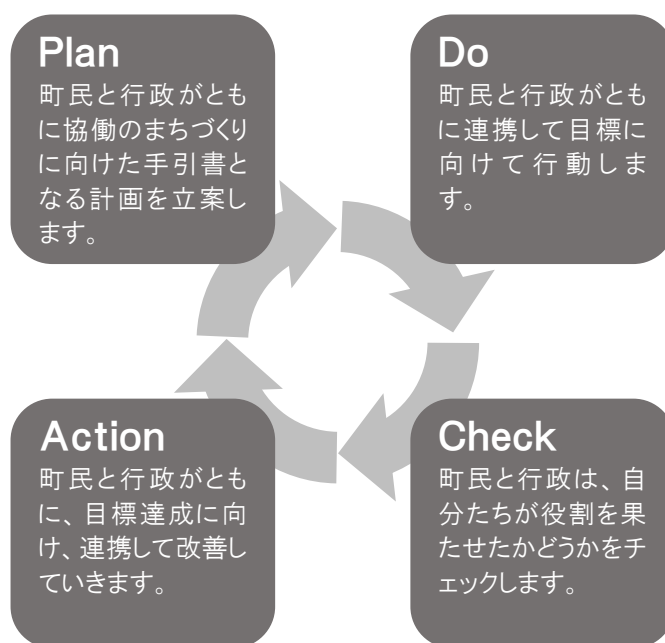 Plan
町民と行政がとも
に協働のまちづくり
に向けた手引書と
なる計画を立案し
ます。
Do
町民と行政がとも
に連携して目標に
向けて行動しま
す。
Action
町民と行政がとも
に、目標達成に向
け、連携して改善し
ていきます。
Check
町民と行政は、自
分たちが役割を果
たせたかどうかをチ
ェックします。